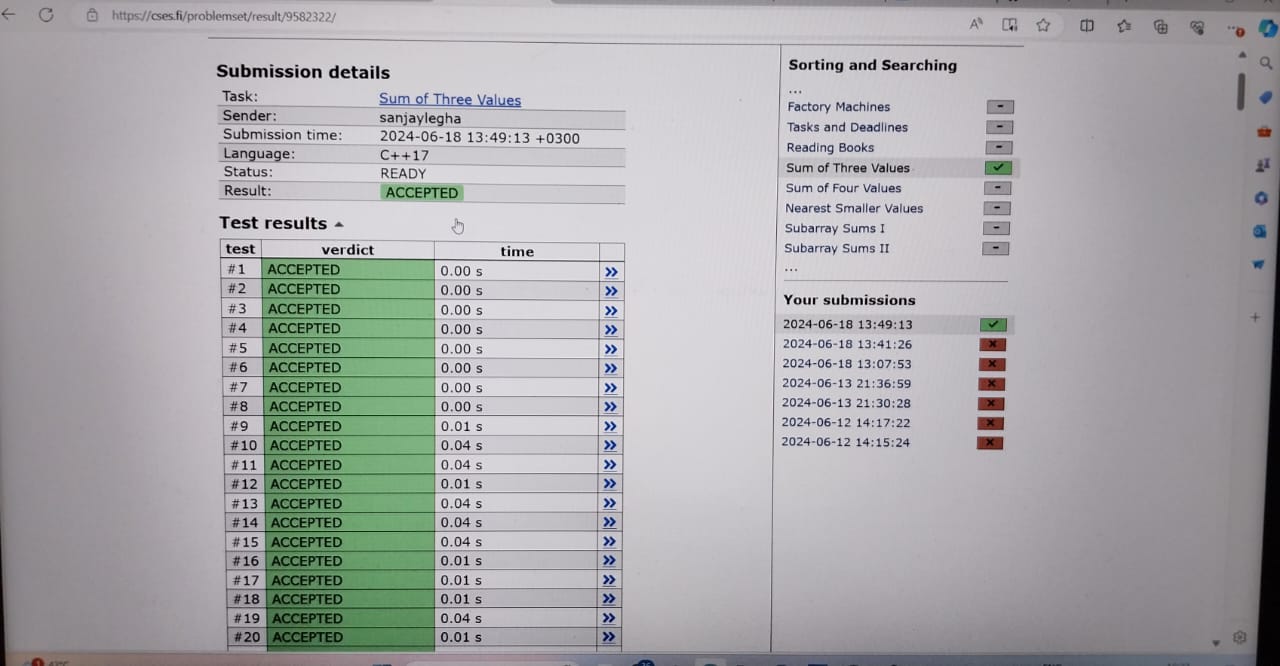 https://cses.fi/problemset/result/9582322/
Submission details
Task: Sum of Three Values
Sender: sanjaylegha
Submission time: 2024-06-18 13:49:13 +0300
Language: C++17
Status: READY
Result: ACCEPTED
Test results
test verdict time
#1 ACCEPTED 0.00 s »
#2 ACCEPTED 0.00 s »
#3 ACCEPTED 0.00 s »
#4 ACCEPTED 0.00 s »
#5 ACCEPTED 0.00 s »
#6 ACCEPTED 0.00 s »
#7 ACCEPTED 0.00 s »
#8 ACCEPTED 0.00 s »
#9 ACCEPTED 0.01 s »
#10 ACCEPTED 0.04 s »
#11 ACCEPTED 0.04 s »
#12 ACCEPTED 0.01 s »
#13 ACCEPTED 0.04 s »
#14 ACCEPTED 0.04 s »
#15 ACCEPTED 0.04 s »
#16 ACCEPTED 0.01 s »
#17 ACCEPTED 0.01 s »
#18 ACCEPTED 0.01 s »
#19 ACCEPTED 0.04 s »
#20 ACCEPTED 0.01 s »
Sorting and Searching
...
Factory Machines -
Tasks and Deadlines -
Reading Books -
Sum of Three Values ✓
Sum of Four Values -
Nearest Smaller Values -
Subarray Sums I -
Subarray Sums II -
...
Your submissions
2024-06-18 13:49:13 ✓
2024-06-18 13:41:26 ×
2024-06-18 13:07:53 ×
2024-06-13 21:36:59 ×
2024-06-13 21:30:28 ×
2024-06-12 14:17:22 ×
2024-06-12 14:15:24 ×